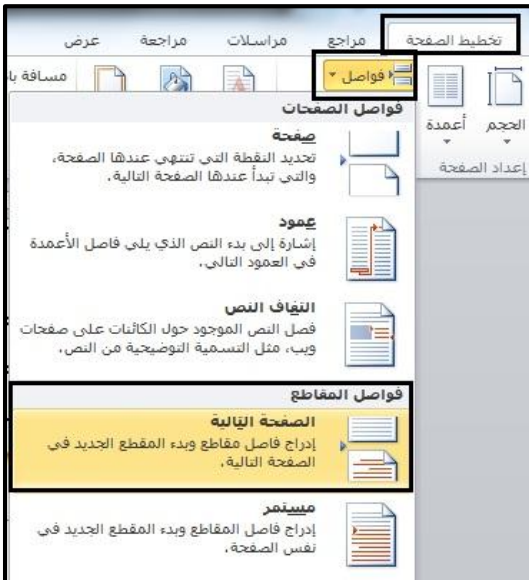 تخطيط الصفحة مراجع مراسلات مراجعة عرض
فواصل مسافة با
الحجم أعمدة
إعداد الصفحة
فواصل الصفحات
صفحة
تحديد النقطة التي تنتهي عندها الصفحة،
والتي تبدأ عندها الصفحة التالية.
عمود
إشارة إلى بدء النص الذي يلي فاصل الأعمدة
في العمود التالي.
التفاف النص
فصل النص الموجود حول الكائنات على صفحات
ويب، مثل التسمية التوضيحية من النص.
فواصل المقاطع
الصفحة التالية
إدراج فاصل مقاطع وبدء المقطع الجديد في
الصفحة التالية.
مستمر
إدراج فاصل المقاطع وبدء المقطع الجديد في
نفس الصفحة.